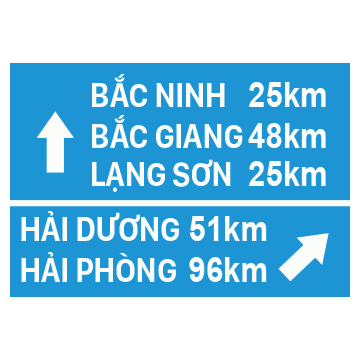 BẮC NINH 25km
BẮC GIANG 48km
LẠNG SƠN 25km
HẢI DƯƠNG 51km
HẢI PHÒNG 96km